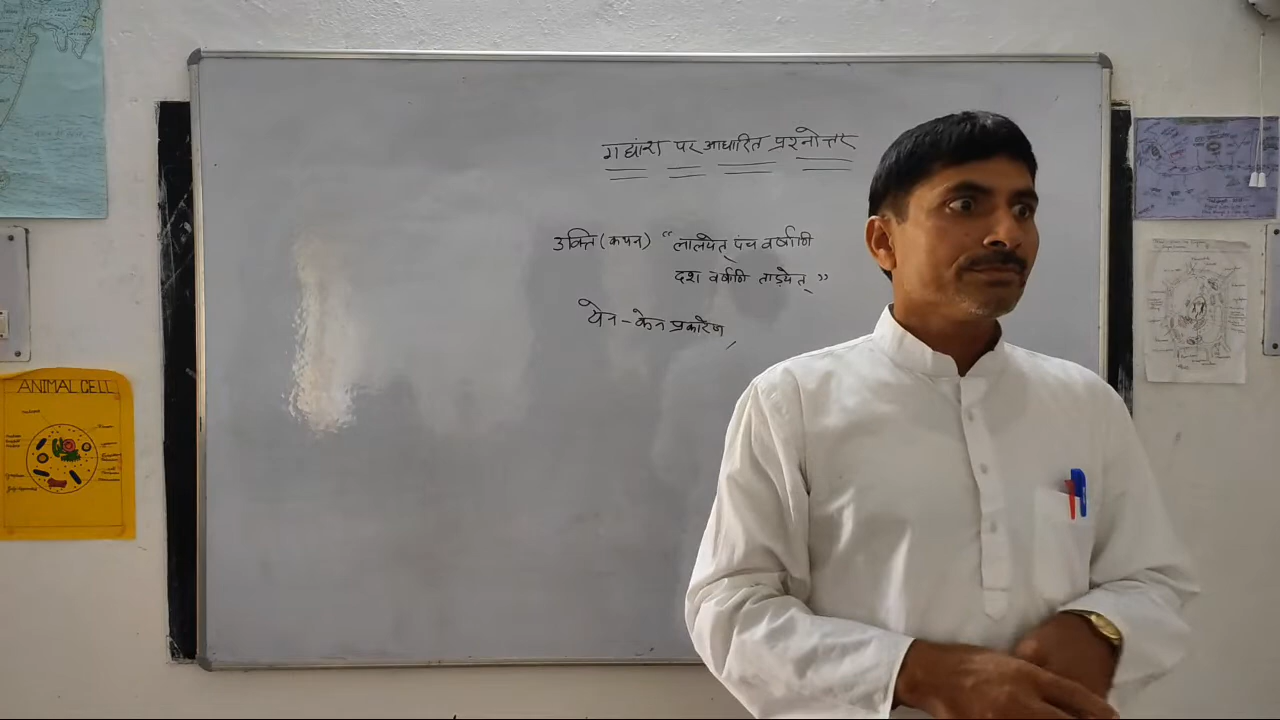 गद्यांश पर आधारित प्रश्नोत्तर
उक्ति (कथन) “लालयेत् पंच वर्षाणि
दश वर्षाणि ताड़येत्”
येन-केन प्रकारेण,
ANIMAL CELL